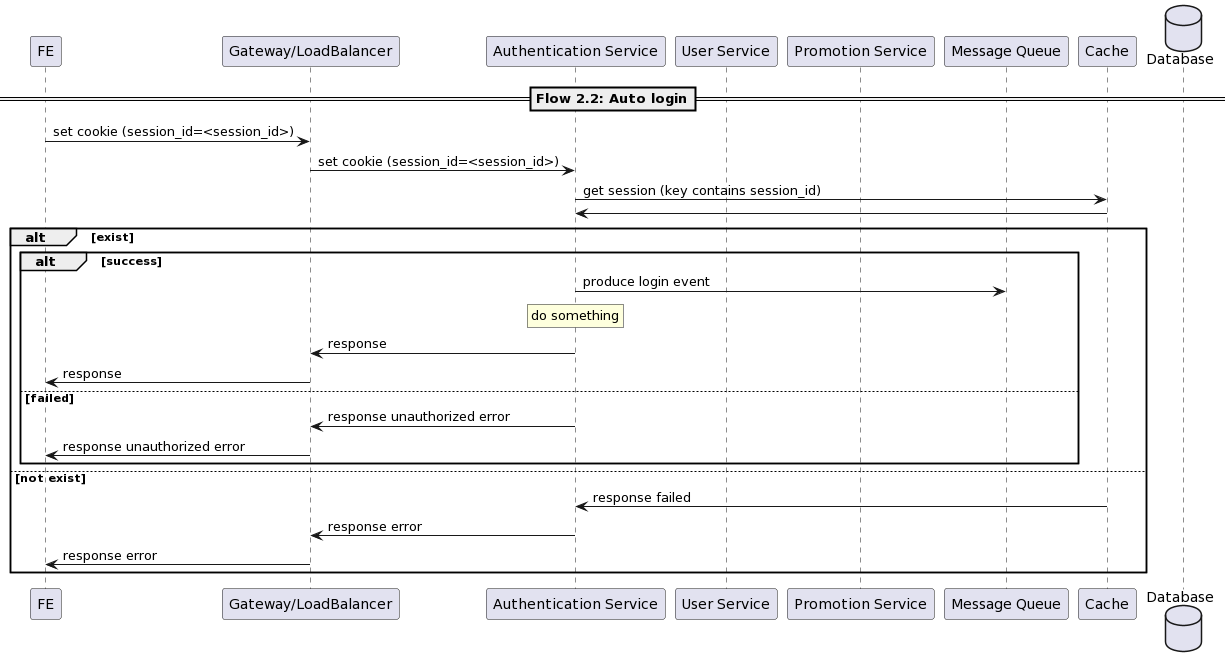 FE
Gateway/LoadBalancer
Authentication Service
User Service
Promotion Service
Message Queue
Cache
Database
Flow 2.2: Auto login
set cookie (session_id=<session_id>)
set cookie (session_id=<session_id>)
get session (key contains session_id)
alt [exist]
alt [success]
produce login event
do something
response
response
[failed]
response unauthorized error
response unauthorized error
[not exist]
response failed
response error
response error
FE
Gateway/LoadBalancer
Authentication Service
User Service
Promotion Service
Message Queue
Cache
Database